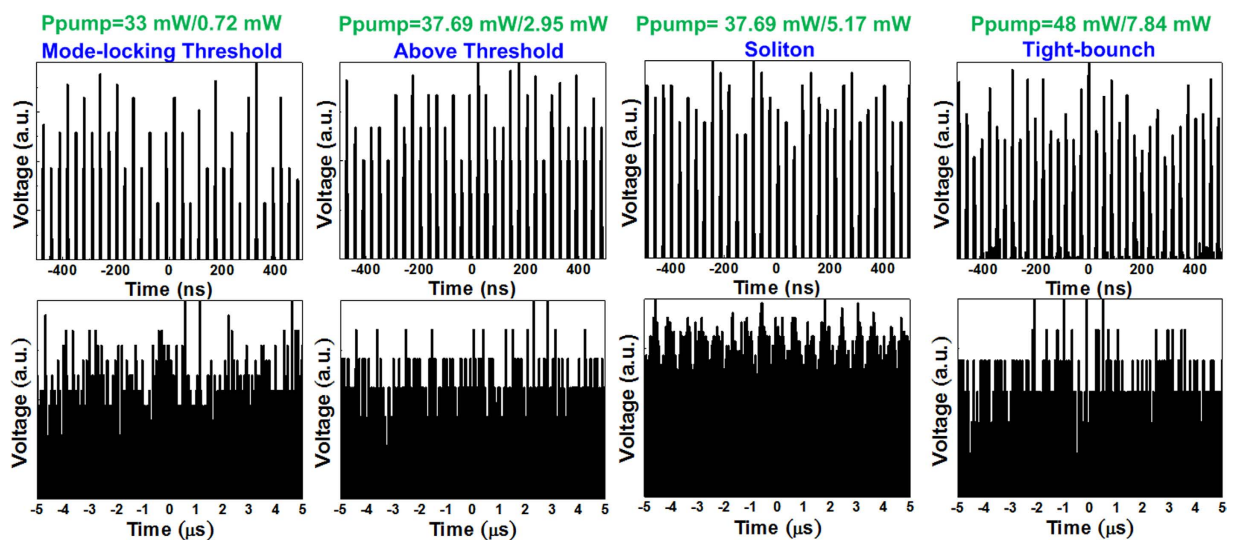 Ppump=33 mW/0.72 mW
Mode-locking Threshold
Voltage (a.u.)
-400 -200 0 200 400
Time (ns)
Ppump=37.69 mW/2.95 mW
Above Threshold
Voltage (a.u.)
-400 -200 0 200 400
Time (ns)
Ppump= 37.69 mW/5.17 mW
Soliton
Voltage (a.u.)
-400 -200 0 200 400
Time (ns)
Ppump=48 mW/7.84 mW
Tight-bounch
Voltage (a.u.)
-400 -200 0 200 400
Time (ns)
Voltage (a.u.)
-5 -4 -3 -2 -1 0 1 2 3 4 5
Time (μs)
Voltage (a.u.)
-5 -4 -3 -2 -1 0 1 2 3 4 5
Time (μs)
Voltage (a.u.)
-5 -4 -3 -2 -1 0 1 2 3 4 5
Time (μs)
Voltage (a.u.)
-5 -4 -3 -2 -1 0 1 2 3 4 5
Time (μs)